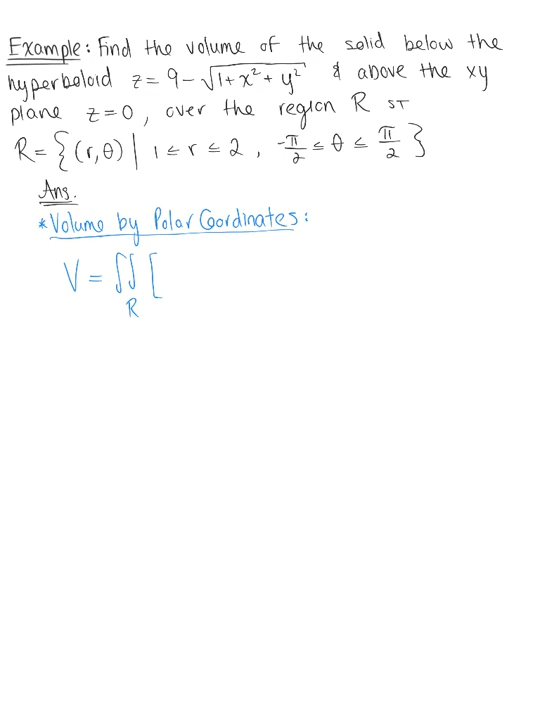 Example: Find the volume of the solid below the
hyperboloid z = 9 - √(1 + x² + y²) & above the xy
plane z = 0, over the region R ST
R = { (r, θ) | 1 ≤ r ≤ 2 , -π/2 ≤ θ ≤ π/2 }
Ans.
* Volume by Polar Coordinates:
V = ∬_R [